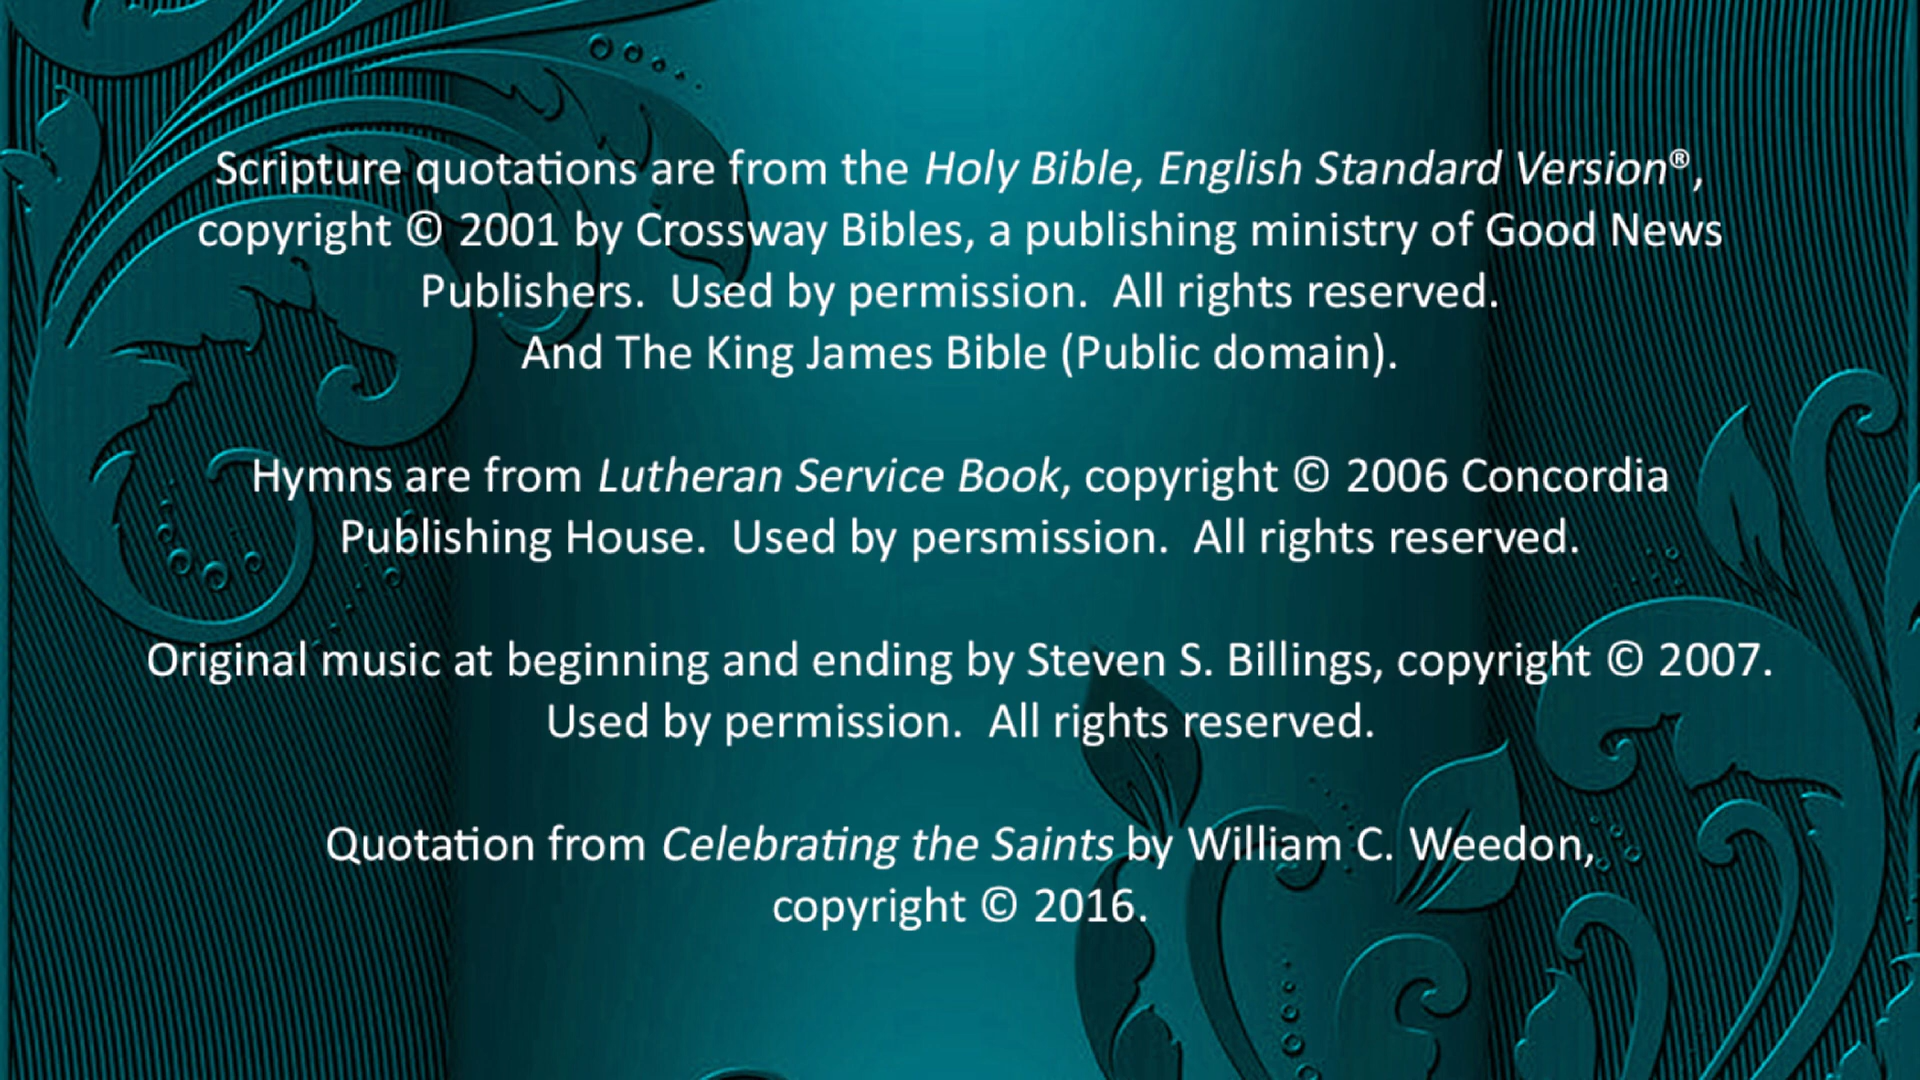 Scripture quotations are from the Holy Bible, English Standard Version®,
copyright © 2001 by Crossway Bibles, a publishing ministry of Good News
Publishers.  Used by permission.  All rights reserved.
And The King James Bible (Public domain).
Hymns are from Lutheran Service Book, copyright © 2006 Concordia
Publishing House.  Used by persmission.  All rights reserved.
Original music at beginning and ending by Steven S. Billings, copyright © 2007.
Used by permission.  All rights reserved.
Quotation from Celebrating the Saints by William C. Weedon,
copyright © 2016.